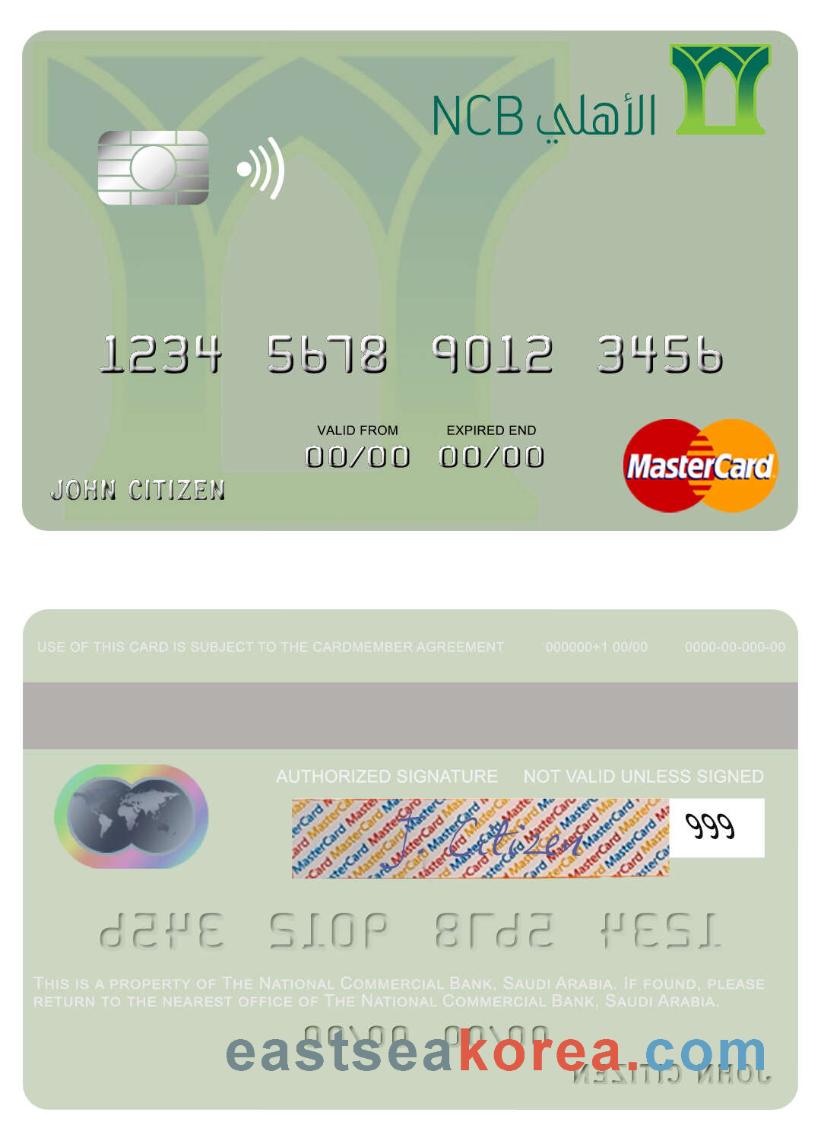 NCB الأهلي
1234 5678 9012 3456
VALID FROM EXPIRED END
00/00 00/00
JOHN CITIZEN
MasterCard
USE OF THIS CARD IS SUBJECT TO THE CARDMEMBER AGREEMENT 000000+1 00/00 0000-00-000-00
AUTHORIZED SIGNATURE NOT VALID UNLESS SIGNED
J. Citizen
999
1234 5678 9012 3456
THIS IS A PROPERTY OF THE NATIONAL COMMERCIAL BANK, SAUDI ARABIA. IF FOUND, PLEASE
RETURN TO THE NEAREST OFFICE OF THE NATIONAL COMMERCIAL BANK, SAUDI ARABIA.
00/00 00/00
eastseakorea.com
JOHN CITIZEN